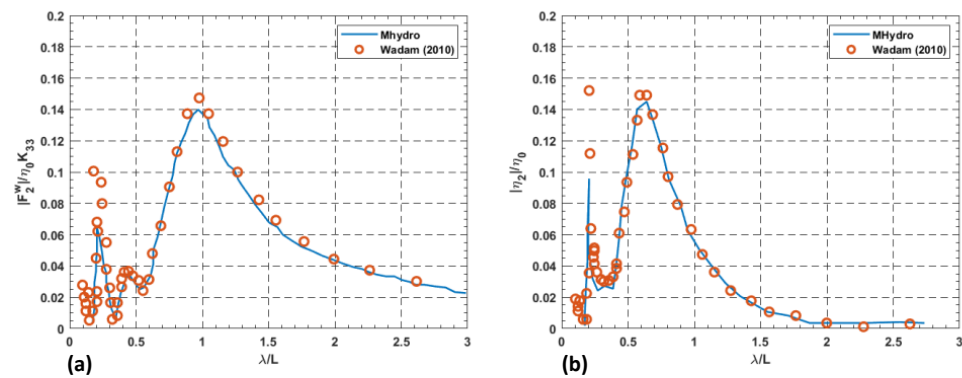 0.2
0.18
0.16
0.14
0.12
0.1
0.08
0.06
0.04
0.02
0
|F₂ʷ|/η₀ K₃₃
Mhydro
Wadam (2010)
0 0.5 1 1.5 2 2.5 3
λ/L
(a)
0.2
0.18
0.16
0.14
0.12
0.1
0.08
0.06
0.04
0.02
0
|η₂|/η₀
MHydro
Wadam (2010)
0 0.5 1 1.5 2 2.5 3
λ/L
(b)